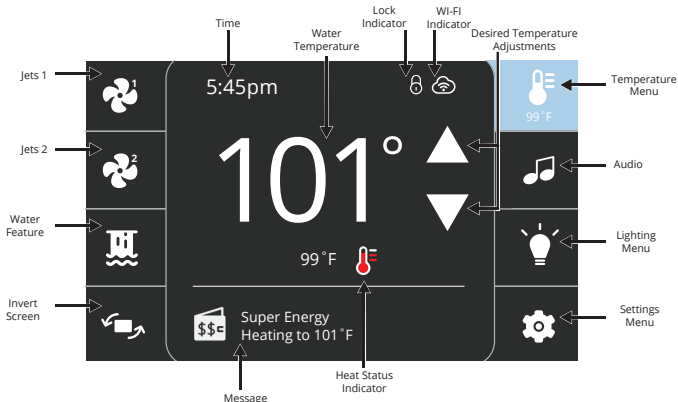 Time
Water
Temperature
Lock
Indicator
WI-FI
Indicator
Desired Temperature
Adjustments
Jets 1
Jets 2
Water
Feature
Invert
Screen
1
2
5:45pm
101°
99°F
$$=
Super Energy
Heating to 101°F
99°F
Temperature
Menu
Audio
Lighting
Menu
Settings
Menu
Heat Status
Indicator
Message